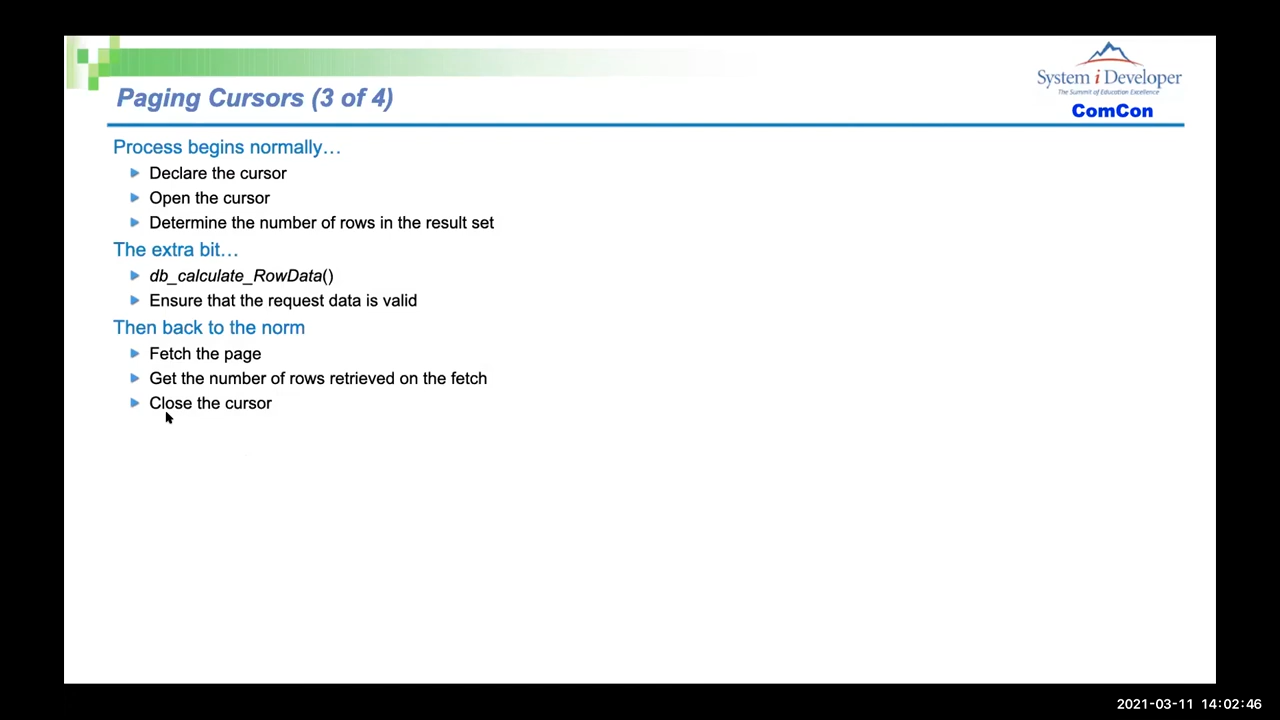 System i Developer
The Summit of Education Excellence
ComCon
Paging Cursors (3 of 4)
Process begins normally…
Declare the cursor
Open the cursor
Determine the number of rows in the result set
The extra bit…
db_calculate_RowData()
Ensure that the request data is valid
Then back to the norm
Fetch the page
Get the number of rows retrieved on the fetch
Close the cursor
2021-03-11 14:02:46